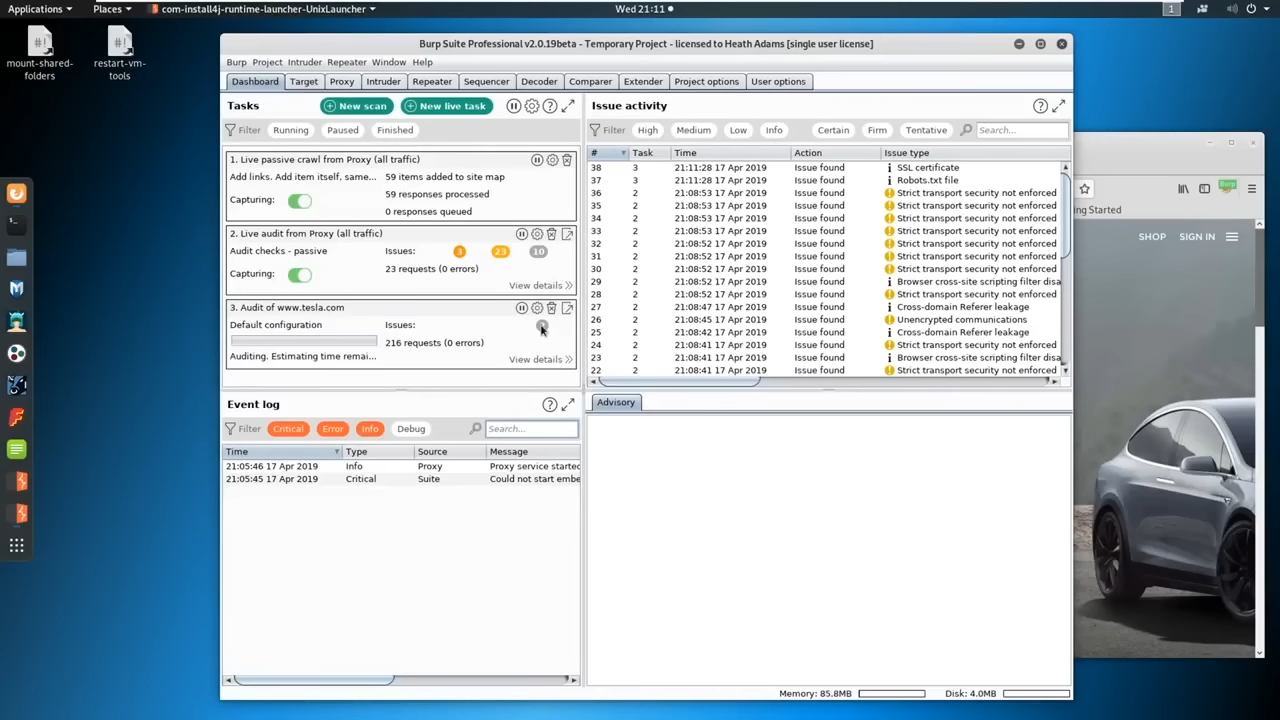 Applications Places com-install4j-runtime-launcher-UnixLauncher Wed 21:11 1
mount-shared-folders
restart-vm-tools
Burp Suite Professional v2.0.19beta - Temporary Project - licensed to Heath Adams [single user license]
Burp Project Intruder Repeater Window Help
Dashboard Target Proxy Intruder Repeater Sequencer Decoder Comparer Extender Project options User options
Tasks New scan New live task
Filter Running Paused Finished
1. Live passive crawl from Proxy (all traffic)
Add links. Add item itself, same... 59 items added to site map
59 responses processed
Capturing: 0 responses queued
2. Live audit from Proxy (all traffic)
Audit checks - passive Issues: 3 23 10
Capturing: 23 requests (0 errors)
View details
3. Audit of www.tesla.com
Default configuration Issues:
216 requests (0 errors)
Auditing. Estimating time remai... View details
Issue activity
Filter High Medium Low Info Certain Firm Tentative Search...
# Task Time Action Issue type
38 3 21:11:28 17 Apr 2019 Issue found SSL certificate
37 3 21:11:28 17 Apr 2019 Issue found Robots.txt file
36 2 21:08:53 17 Apr 2019 Issue found Strict transport security not enforced
35 2 21:08:53 17 Apr 2019 Issue found Strict transport security not enforced
34 2 21:08:53 17 Apr 2019 Issue found Strict transport security not enforced
33 2 21:08:53 17 Apr 2019 Issue found Strict transport security not enforced
32 2 21:08:52 17 Apr 2019 Issue found Strict transport security not enforced
31 2 21:08:52 17 Apr 2019 Issue found Strict transport security not enforced
30 2 21:08:52 17 Apr 2019 Issue found Strict transport security not enforced
29 2 21:08:52 17 Apr 2019 Issue found Browser cross-site scripting filter disa
28 2 21:08:52 17 Apr 2019 Issue found Strict transport security not enforced
27 2 21:08:47 17 Apr 2019 Issue found Cross-domain Referer leakage
26 2 21:08:45 17 Apr 2019 Issue found Unencrypted communications
25 2 21:08:42 17 Apr 2019 Issue found Cross-domain Referer leakage
24 2 21:08:41 17 Apr 2019 Issue found Strict transport security not enforced
23 2 21:08:41 17 Apr 2019 Issue found Browser cross-site scripting filter disa
22 2 21:08:41 17 Apr 2019 Issue found Strict transport security not enforced
Event log
Filter Critical Error Info Debug Search...
Time Type Source Message
21:05:46 17 Apr 2019 Info Proxy Proxy service started
21:05:45 17 Apr 2019 Critical Suite Could not start embe
Advisory
Memory: 85.8MB Disk: 4.0MB
Burp
ing Started
SHOP SIGN IN